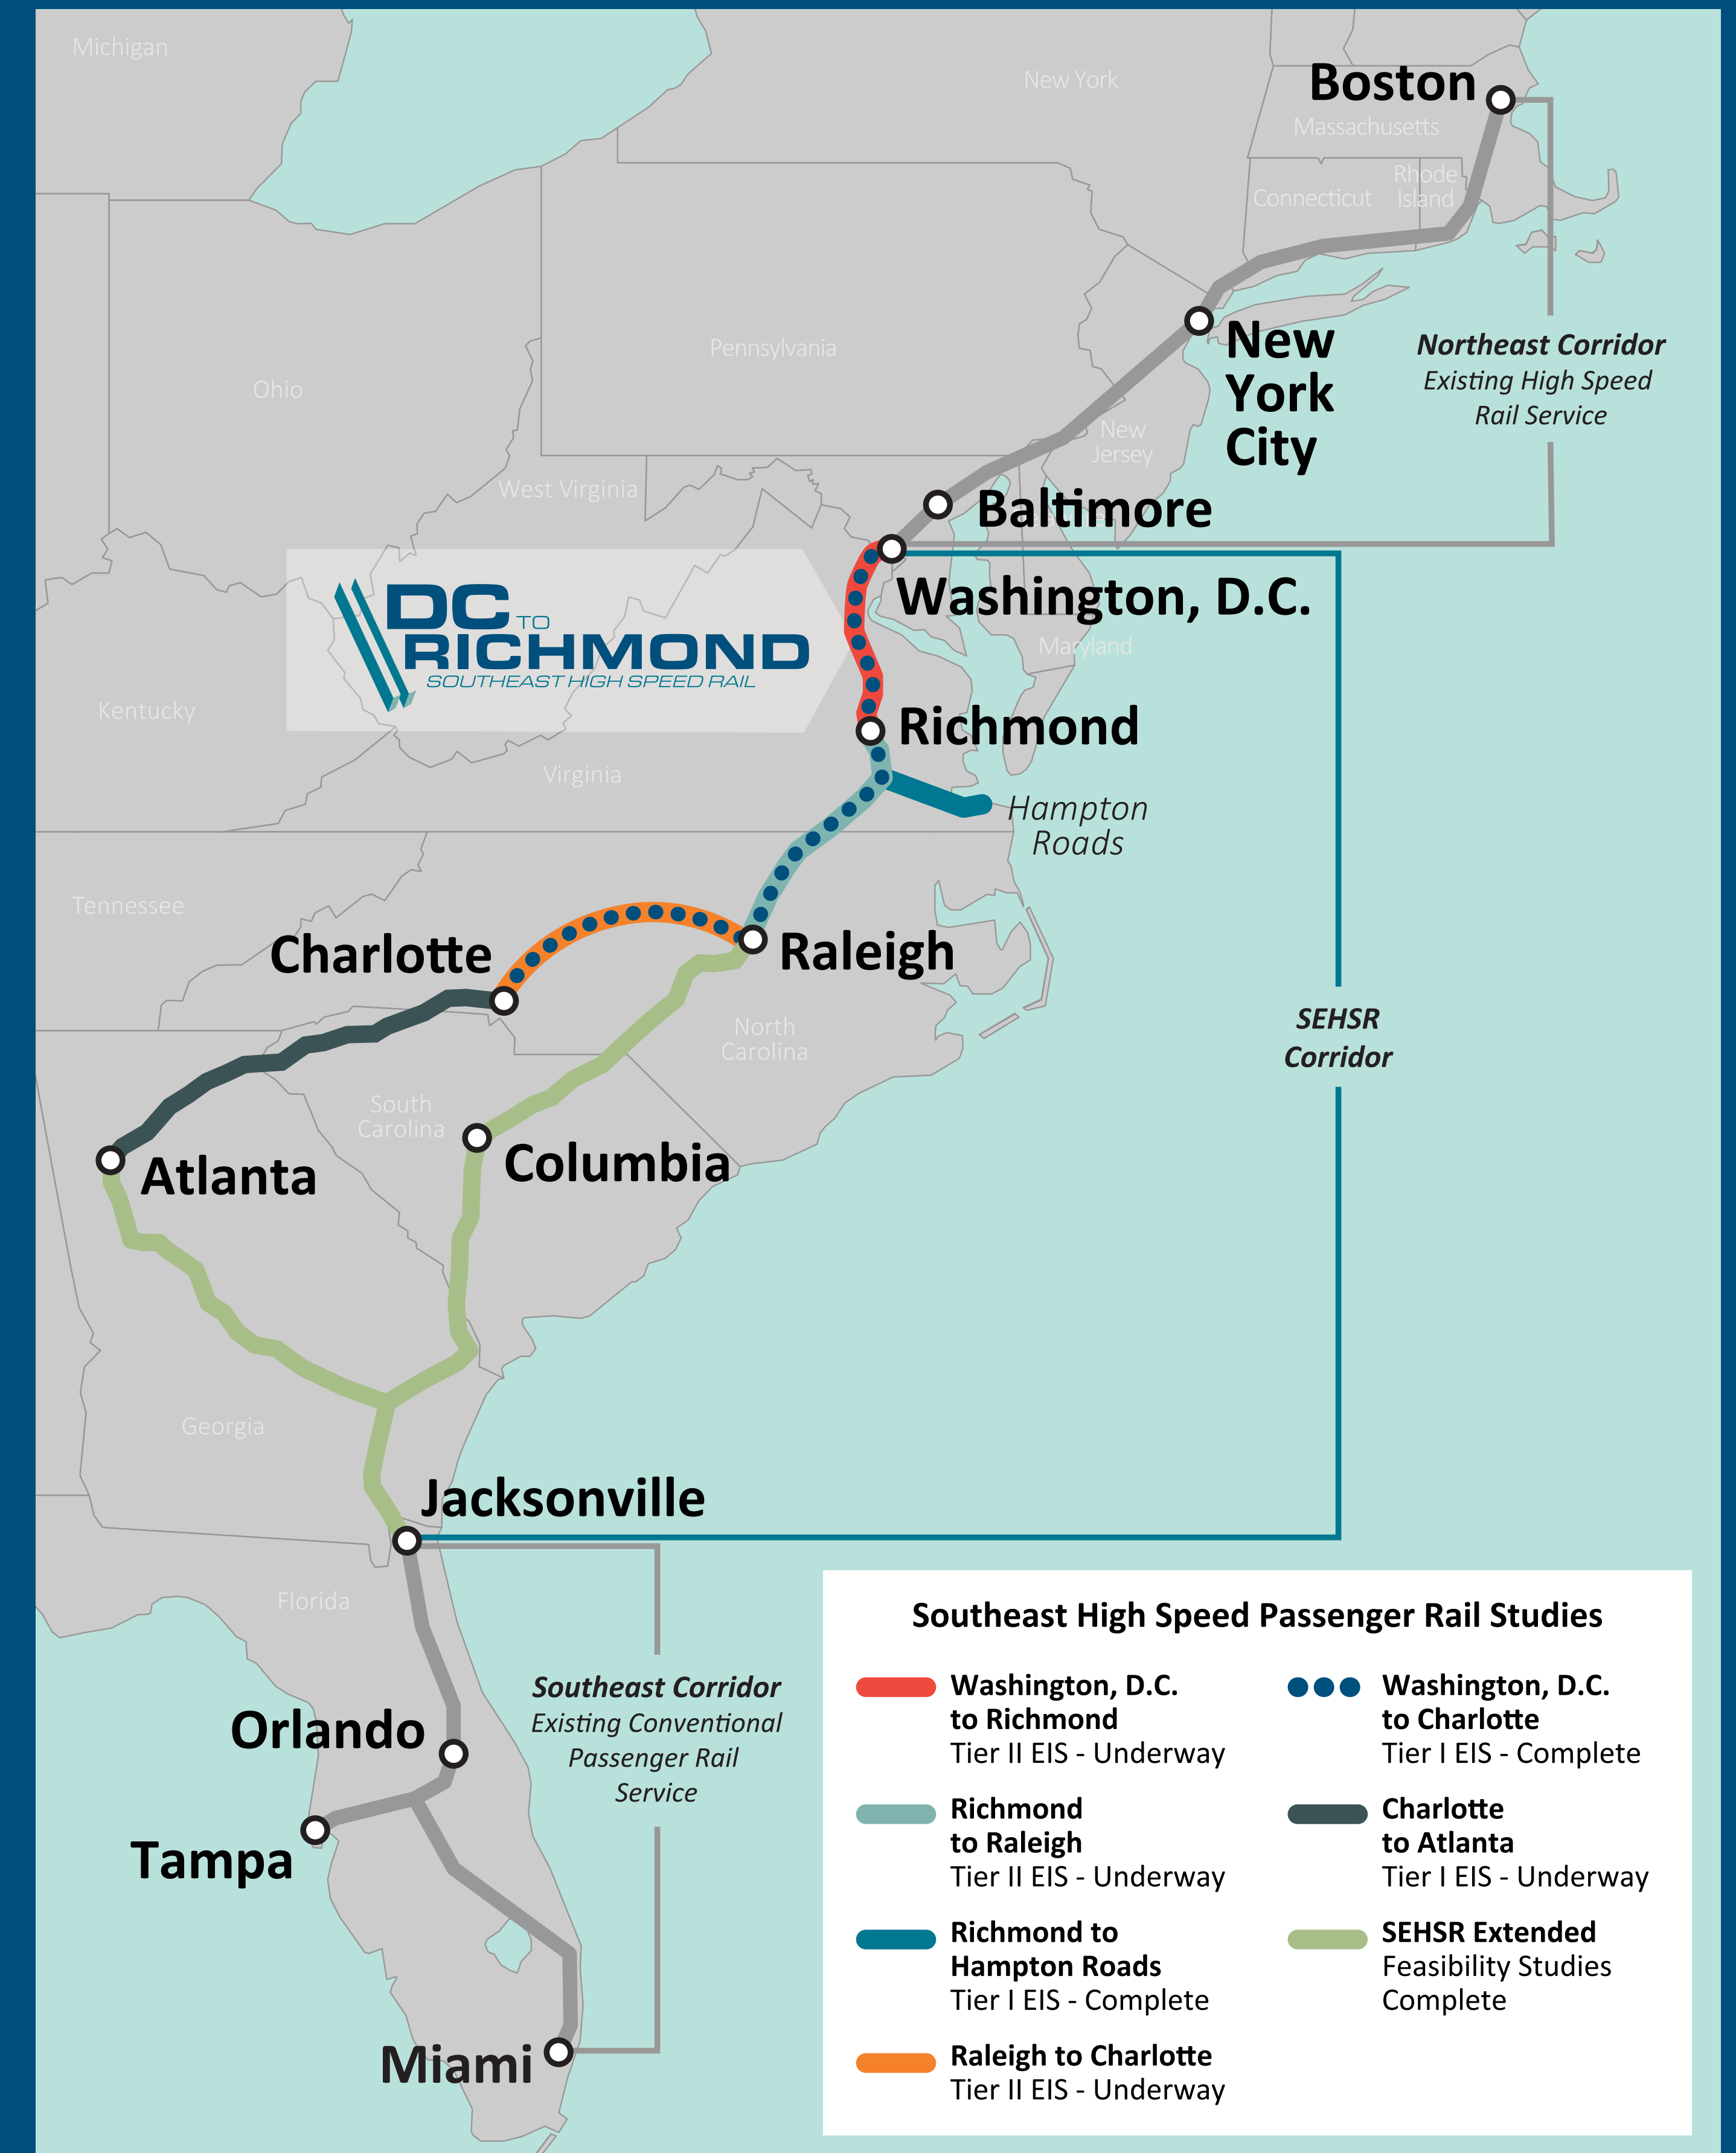 Michigan
New York
Boston
Massachusetts
Rhode
Island
Connecticut
New
York
City
Northeast Corridor
Existing High Speed
Rail Service
Pennsylvania
Ohio
New
Jersey
West Virginia
Baltimore
Washington, D.C.
DC TO
RICHMOND
SOUTHEAST HIGH SPEED RAIL
Maryland
Kentucky
Richmond
Virginia
Hampton
Roads
Tennessee
Charlotte
Raleigh
North
Carolina
SEHSR
Corridor
South
Carolina
Columbia
Atlanta
Georgia
Jacksonville
Florida
Southeast Corridor
Existing Conventional
Passenger Rail
Service
Orlando
Tampa
Miami
Southeast High Speed Passenger Rail Studies
Washington, D.C.
to Richmond
Tier II EIS - Underway
Richmond
to Raleigh
Tier II EIS - Underway
Richmond to
Hampton Roads
Tier I EIS - Complete
Raleigh to Charlotte
Tier II EIS - Underway
Washington, D.C.
to Charlotte
Tier I EIS - Complete
Charlotte
to Atlanta
Tier I EIS - Underway
SEHSR Extended
Feasibility Studies
Complete